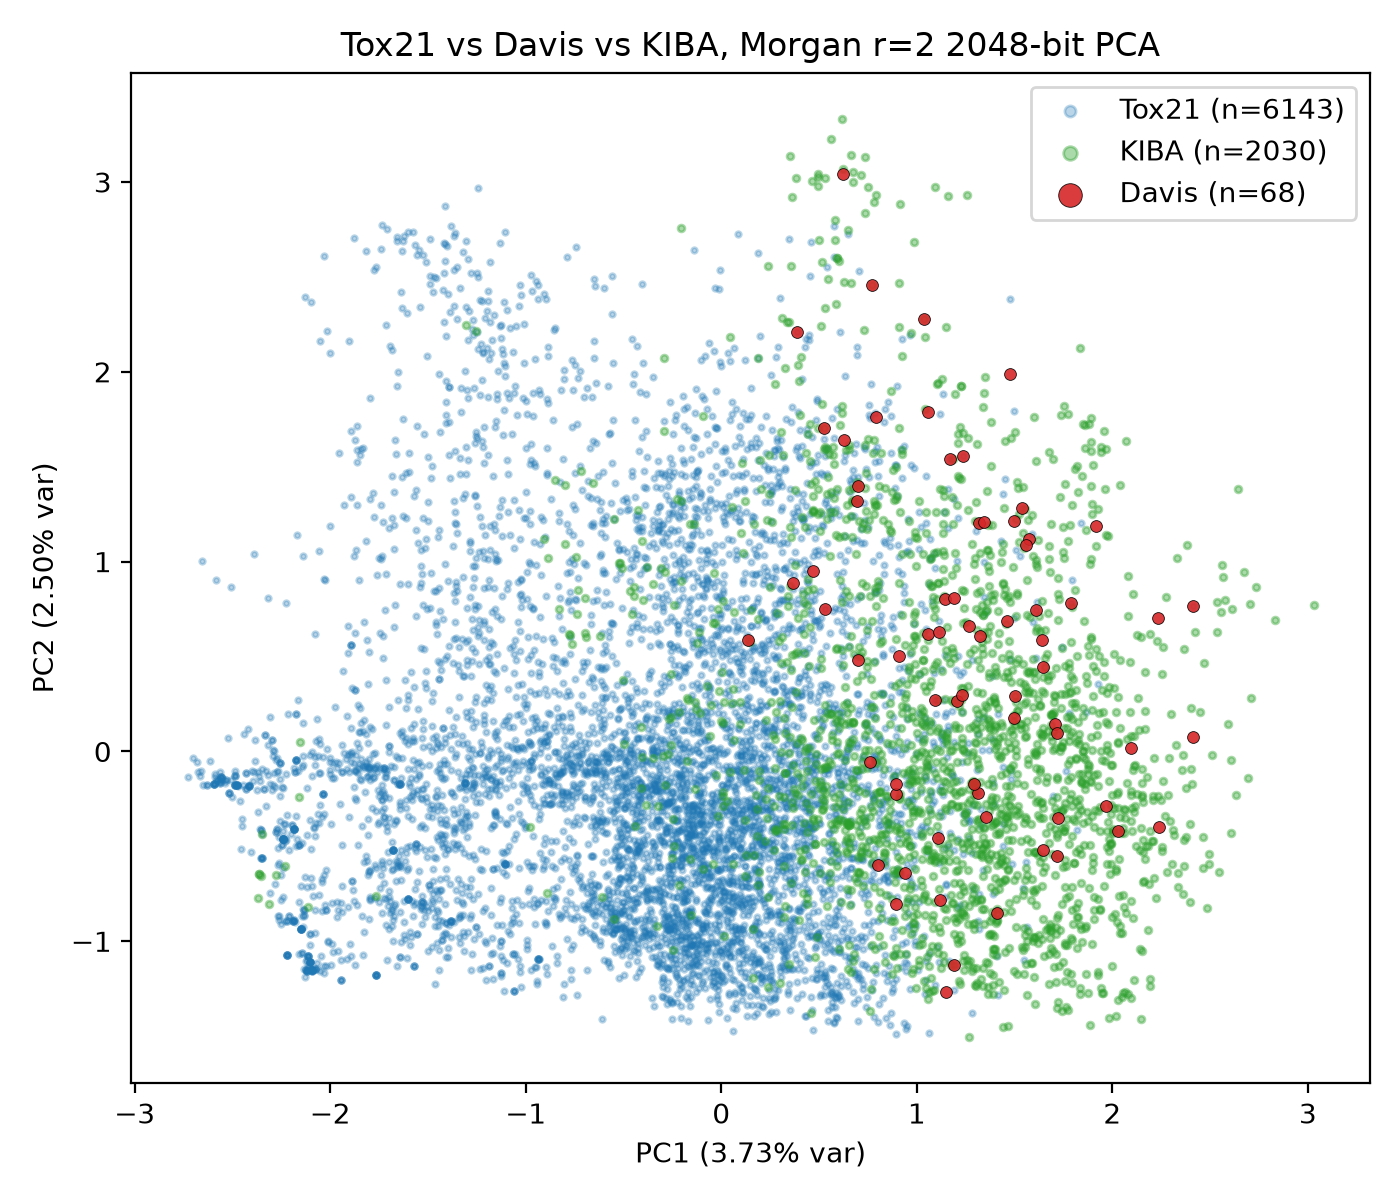 Tox21 vs Davis vs KIBA, Morgan r=2 2048-bit PCA
Tox21 (n=6143)
KIBA (n=2030)
Davis (n=68)
PC2 (2.50% var)
3
2
1
0
−1
−3
−2
−1
0
1
2
3
PC1 (3.73% var)